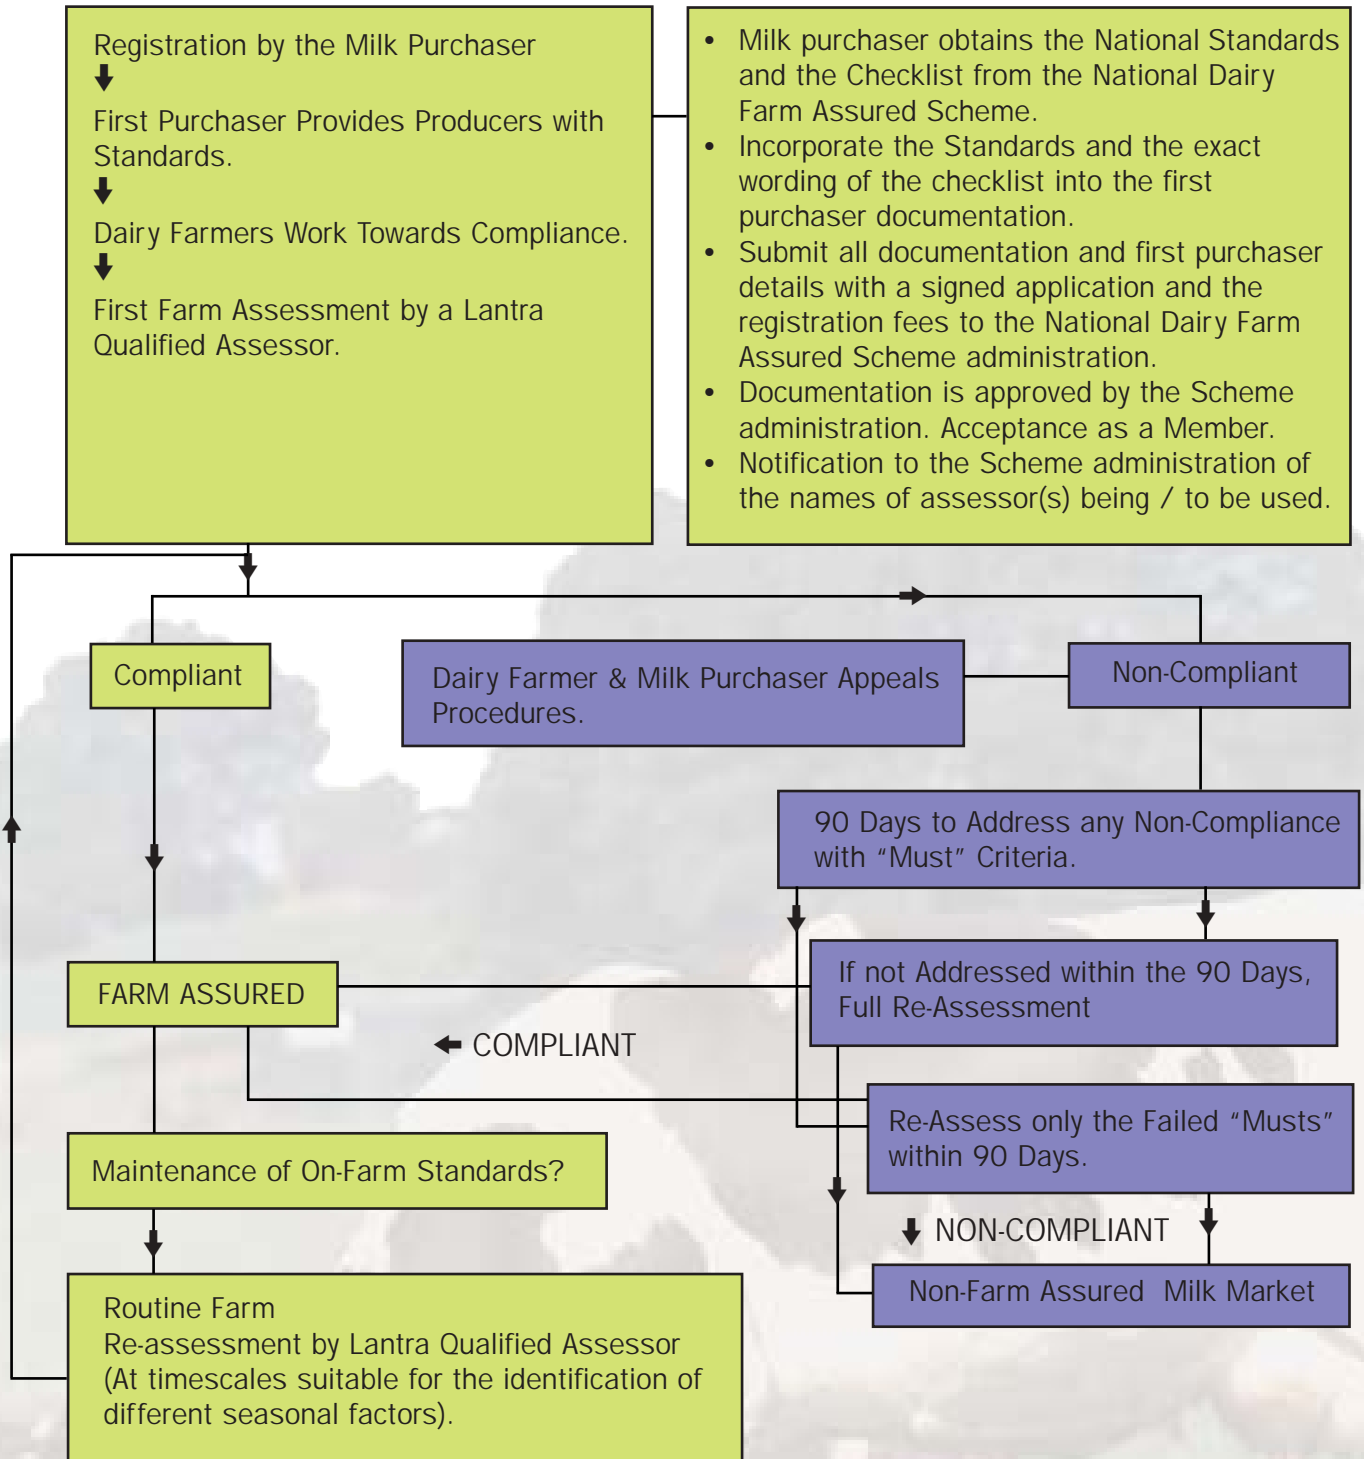 Registration by the Milk Purchaser
First Purchaser Provides Producers with
Standards.
Dairy Farmers Work Towards Compliance.
First Farm Assessment by a Lantra
Qualified Assessor.
• Milk purchaser obtains the National Standards
and the Checklist from the National Dairy
Farm Assured Scheme.
• Incorporate the Standards and the exact
wording of the checklist into the first
purchaser documentation.
• Submit all documentation and first purchaser
details with a signed application and the
registration fees to the National Dairy Farm
Assured Scheme administration.
• Documentation is approved by the Scheme
administration. Acceptance as a Member.
• Notification to the Scheme administration of
the names of assessor(s) being / to be used.
Compliant
Dairy Farmer & Milk Purchaser Appeals
Procedures.
Non-Compliant
90 Days to Address any Non-Compliance
with “Must” Criteria.
FARM ASSURED
If not Addressed within the 90 Days,
Full Re-Assessment
COMPLIANT
Re-Assess only the Failed “Musts”
within 90 Days.
Maintenance of On-Farm Standards?
NON-COMPLIANT
Non-Farm Assured Milk Market
Routine Farm
Re-assessment by Lantra Qualified Assessor
(At timescales suitable for the identification of
different seasonal factors).